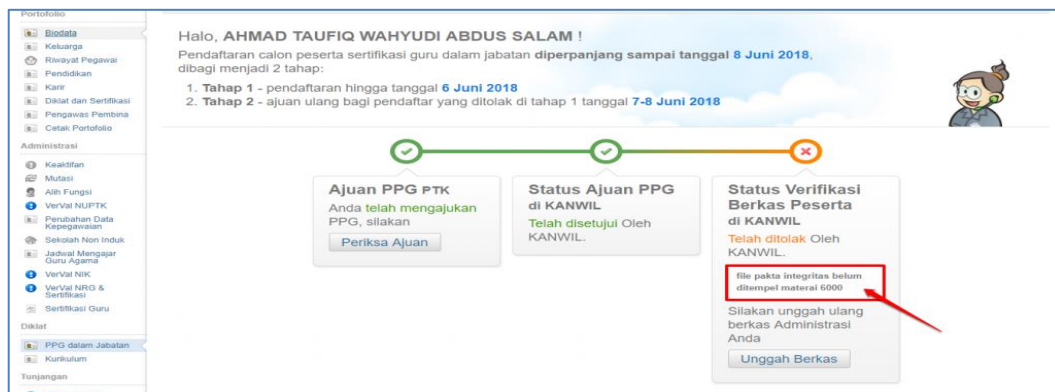 Portofolio
Biodata
Keluarga
Riwayat Pegawai
Pendidikan
Karir
Diklat dan Sertifikasi
Pengawas Pembina
Cetak Portofolio
Administrasi
Keaktifan
Mutasi
Alih Fungsi
VerVal NUPTK
Perubahan Data
Kepegawaian
Sekolah Non Induk
Jadwal Mengajar
Guru Agama
VerVal NIK
VerVal NRG &
Sertifikasi
Sertifikasi Guru
Diklat
PPG dalam Jabatan
Kurikulum
Tunjangan
Halo, AHMAD TAUFIQ WAHYUDI ABDUS SALAM !
Pendaftaran calon peserta sertifikasi guru dalam jabatan diperpanjang sampai tanggal 8 Juni 2018,
dibagi menjadi 2 tahap:
1. Tahap 1 - pendaftaran hingga tanggal 6 Juni 2018
2. Tahap 2 - ajuan ulang bagi pendaftar yang ditolak di tahap 1 tanggal 7-8 Juni 2018
Ajuan PPG PTK
Anda telah mengajukan
PPG, silakan
Periksa Ajuan
Status Ajuan PPG
di KANWIL
Telah disetujui Oleh
KANWIL.
Status Verifikasi
Berkas Peserta
di KANWIL
Telah ditolak Oleh
KANWIL.
file pakta integritas belum
ditempel materai 6000
Silakan unggah ulang
berkas Administrasi
Anda
Unggah Berkas